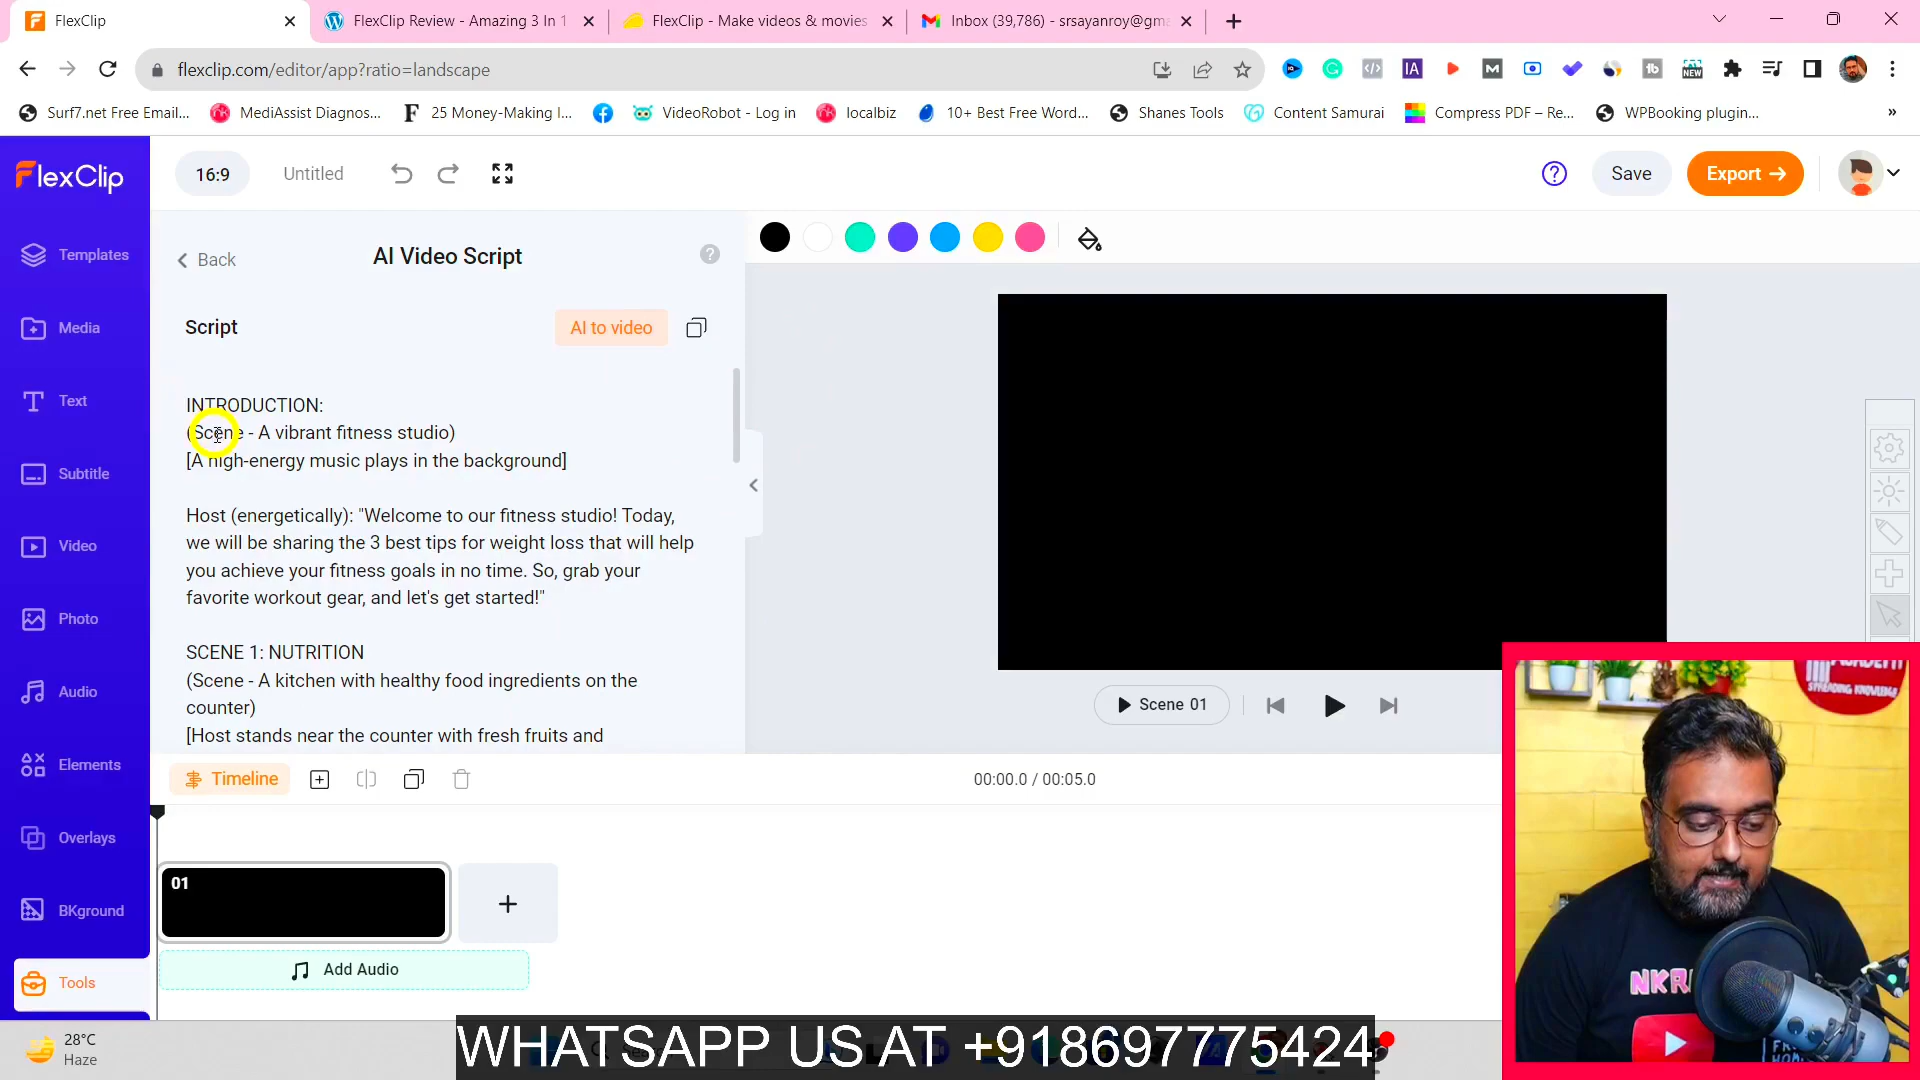 FlexClip
FlexClip Review - Amazing 3 In 1
FlexClip - Make videos & movies
Inbox (39,786) - srsayanroy@gm
flexclip.com/editor/app?ratio=landscape
Surf7.net Free Email...
MediAssist Diagnos...
25 Money-Making I...
VideoRobot - Log in
localbiz
10+ Best Free Word...
Shanes Tools
Content Samurai
Compress PDF – Re...
WPBooking plugin...
»
FlexClip
16:9
Untitled
Save
Export
Templates
Media
Text
Subtitle
Video
Photo
Audio
Elements
Overlays
BKground
Tools
Back
AI Video Script
Script
AI to video
INTRODUCTION:
(Scene - A vibrant fitness studio)
[A high-energy music plays in the background]
Host (energetically): "Welcome to our fitness studio! Today,
we will be sharing the 3 best tips for weight loss that will help
you achieve your fitness goals in no time. So, grab your
favorite workout gear, and let's get started!"
SCENE 1: NUTRITION
(Scene - A kitchen with healthy food ingredients on the
counter)
[Host stands near the counter with fresh fruits and
Scene 01
Timeline
00:00.0 / 00:05.0
01
+
Add Audio
28°C
Haze
WHATSAPP US AT +918697775424
SPREADING KNOWLEDGE